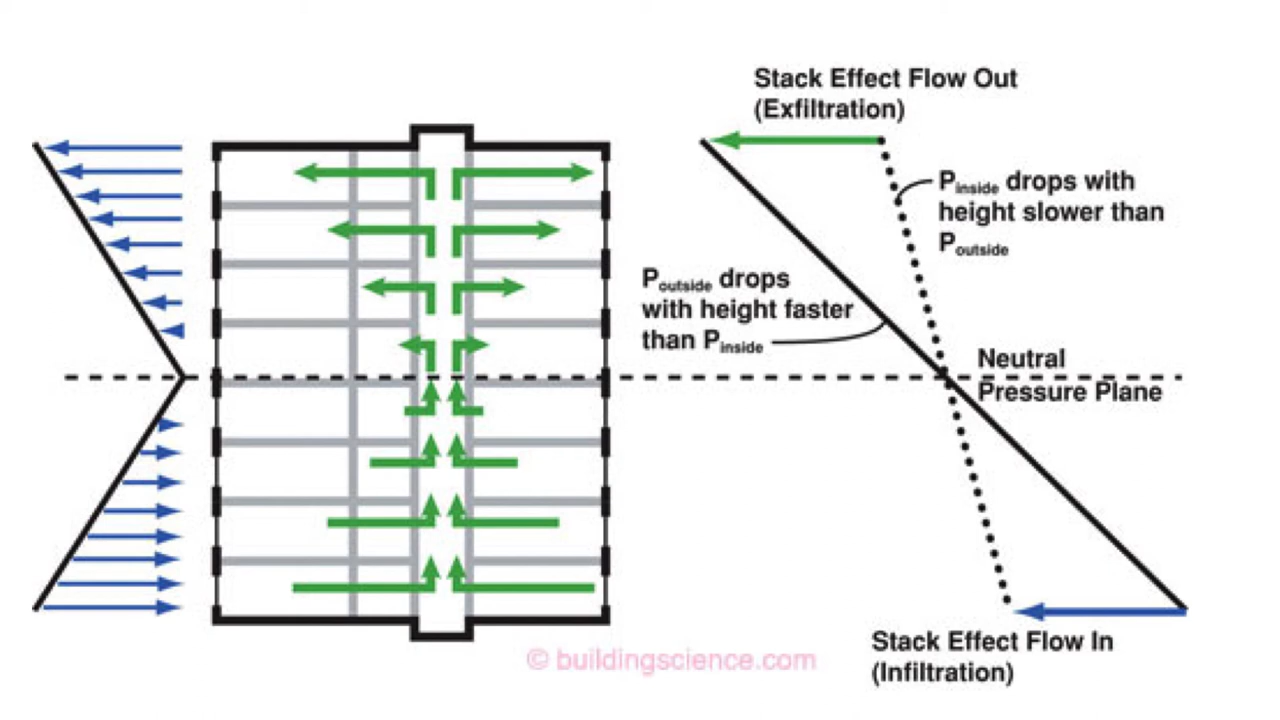 Stack Effect Flow Out
(Exfiltration)
Pinside drops with
height slower than
Poutside
Poutside drops
with height faster
than Pinside
Neutral
Pressure Plane
Stack Effect Flow In
(Infiltration)
© buildingscience.com